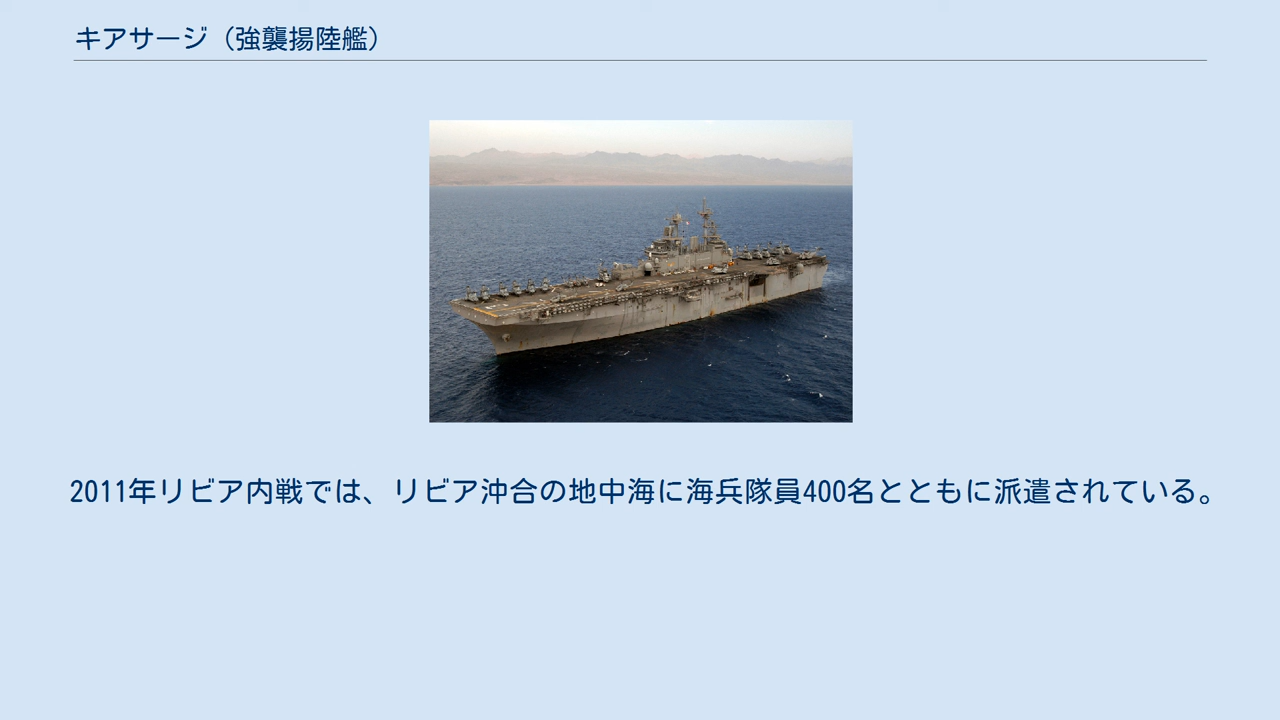 キアサージ（強襲揚陸艦）
2011年リビア内戦では、リビア沖合の地中海に海兵隊員400名とともに派遣されている。